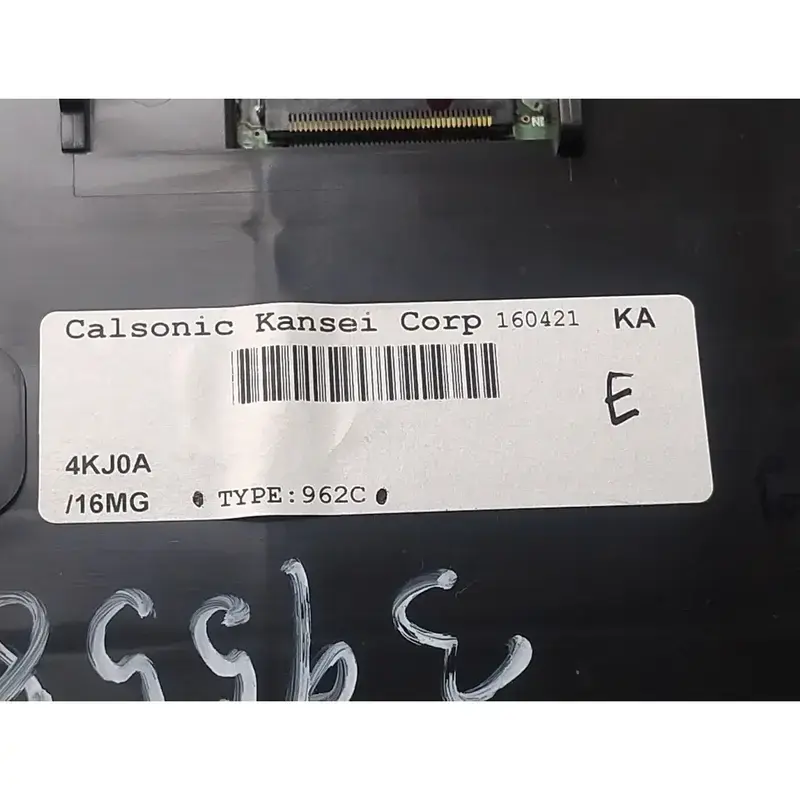 Calsonic Kansei Corp 160421 KA
E
4KJ0A
/16MG • TYPE:962C •